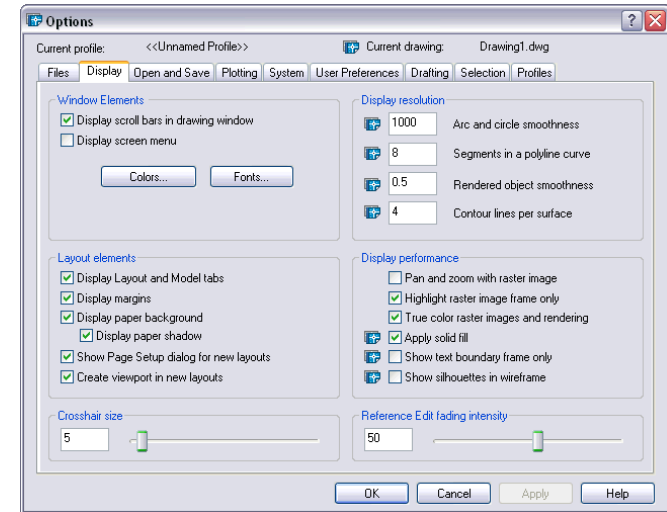 Options
Current profile: <<Unnamed Profile>> Current drawing: Drawing1.dwg
Files Display Open and Save Plotting System User Preferences Drafting Selection Profiles
Window Elements
Display scroll bars in drawing window
Display screen menu
Colors... Fonts...
Display resolution
1000 Arc and circle smoothness
8 Segments in a polyline curve
0.5 Rendered object smoothness
4 Contour lines per surface
Layout elements
Display Layout and Model tabs
Display margins
Display paper background
Display paper shadow
Show Page Setup dialog for new layouts
Create viewport in new layouts
Display performance
Pan and zoom with raster image
Highlight raster image frame only
True color raster images and rendering
Apply solid fill
Show text boundary frame only
Show silhouettes in wireframe
Crosshair size
5
Reference Edit fading intensity
50
OK Cancel Apply Help